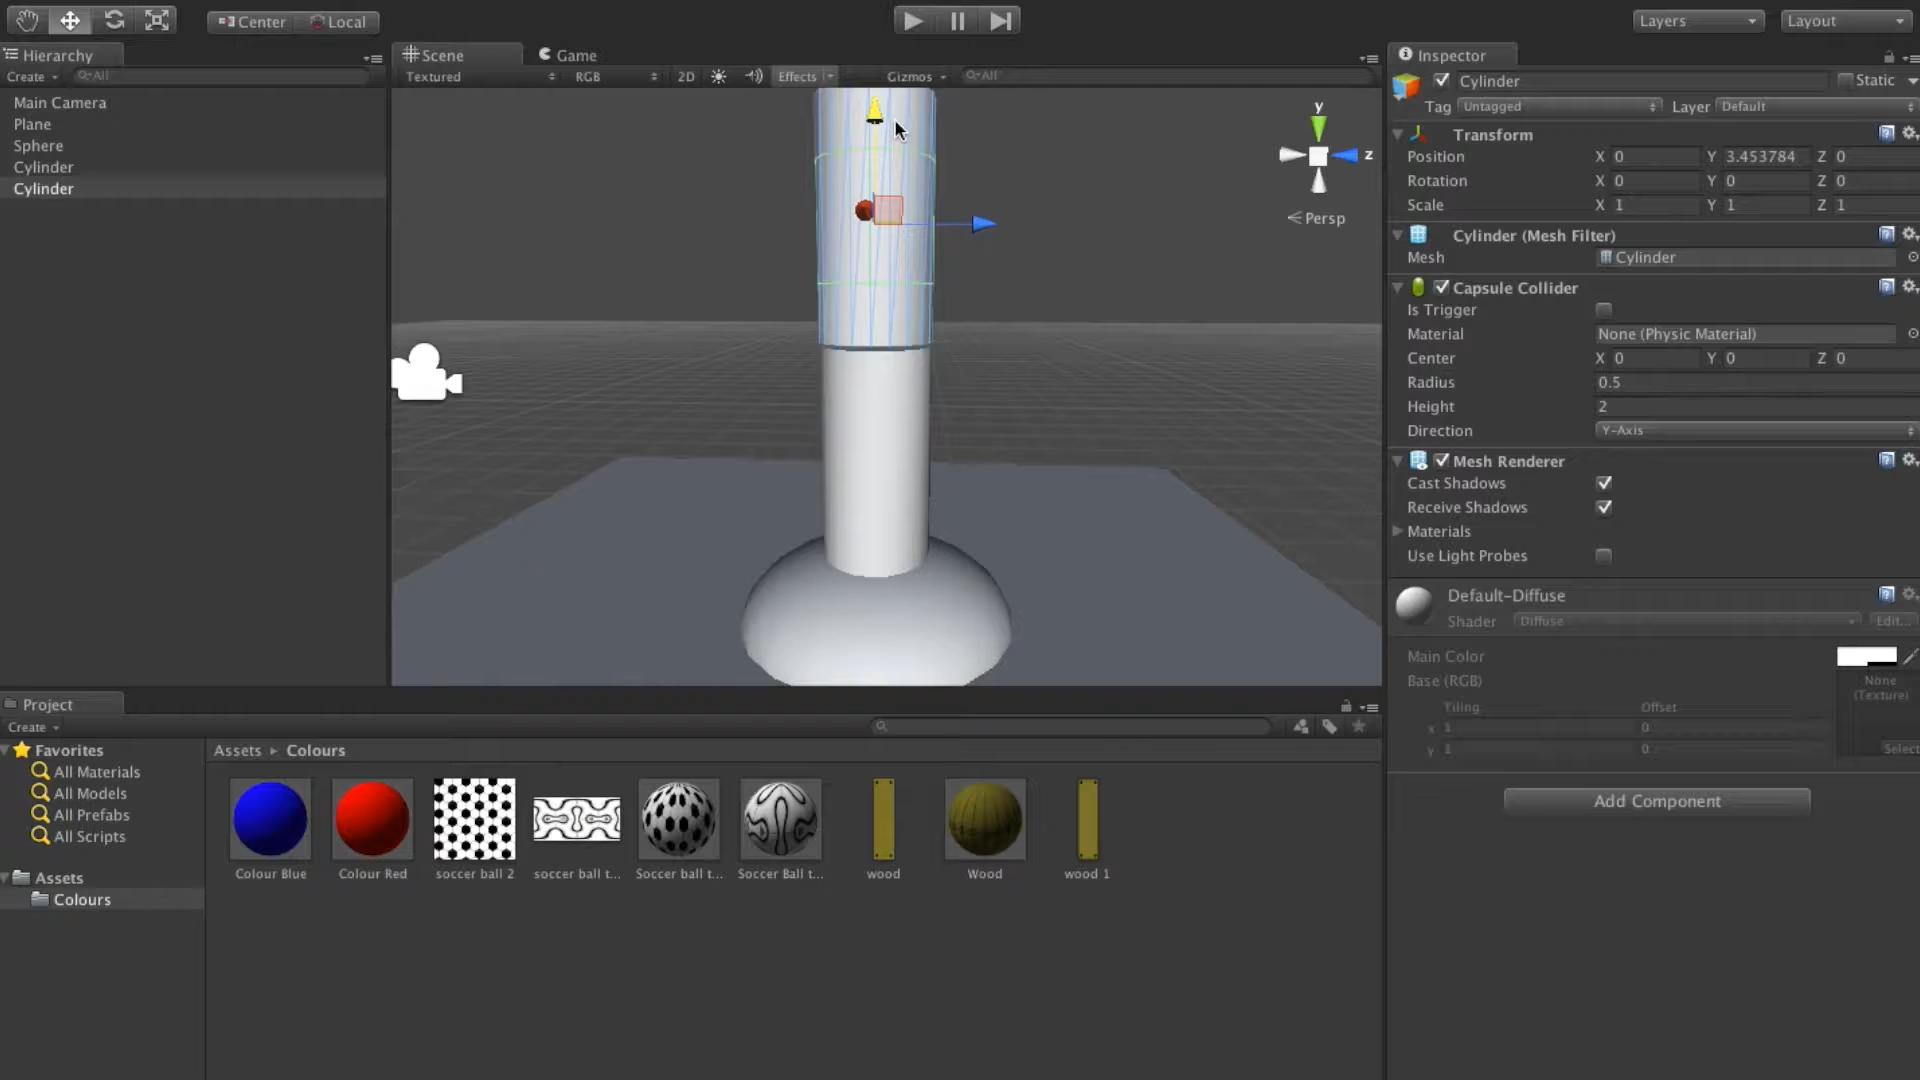 Center Local
Layers Layout
Hierarchy
Create All
Main Camera
Plane
Sphere
Cylinder
Cylinder
Scene Game
Textured RGB 2D Effects Gizmos All
y
z
Persp
Inspector
Cylinder Static
Tag Untagged Layer Default
Transform
Position X 0 Y 3.453784 Z 0
Rotation X 0 Y 0 Z 0
Scale X 1 Y 1 Z 1
Cylinder (Mesh Filter)
Mesh Cylinder
Capsule Collider
Is Trigger
Material None (Physic Material)
Center X 0 Y 0 Z 0
Radius 0.5
Height 2
Direction Y-Axis
Mesh Renderer
Cast Shadows
Receive Shadows
Materials
Use Light Probes
Default-Diffuse
Shader Diffuse Edit...
Main Color
Base (RGB)
None
(Texture)
Tiling Offset
x 1 0
y 1 0
Select
Add Component
Project
Create
Favorites
All Materials
All Models
All Prefabs
All Scripts
Assets
Colours
Assets Colours
Colour Blue Colour Red soccer ball 2 soccer ball t... Soccer ball t... Soccer Ball t... wood Wood wood 1